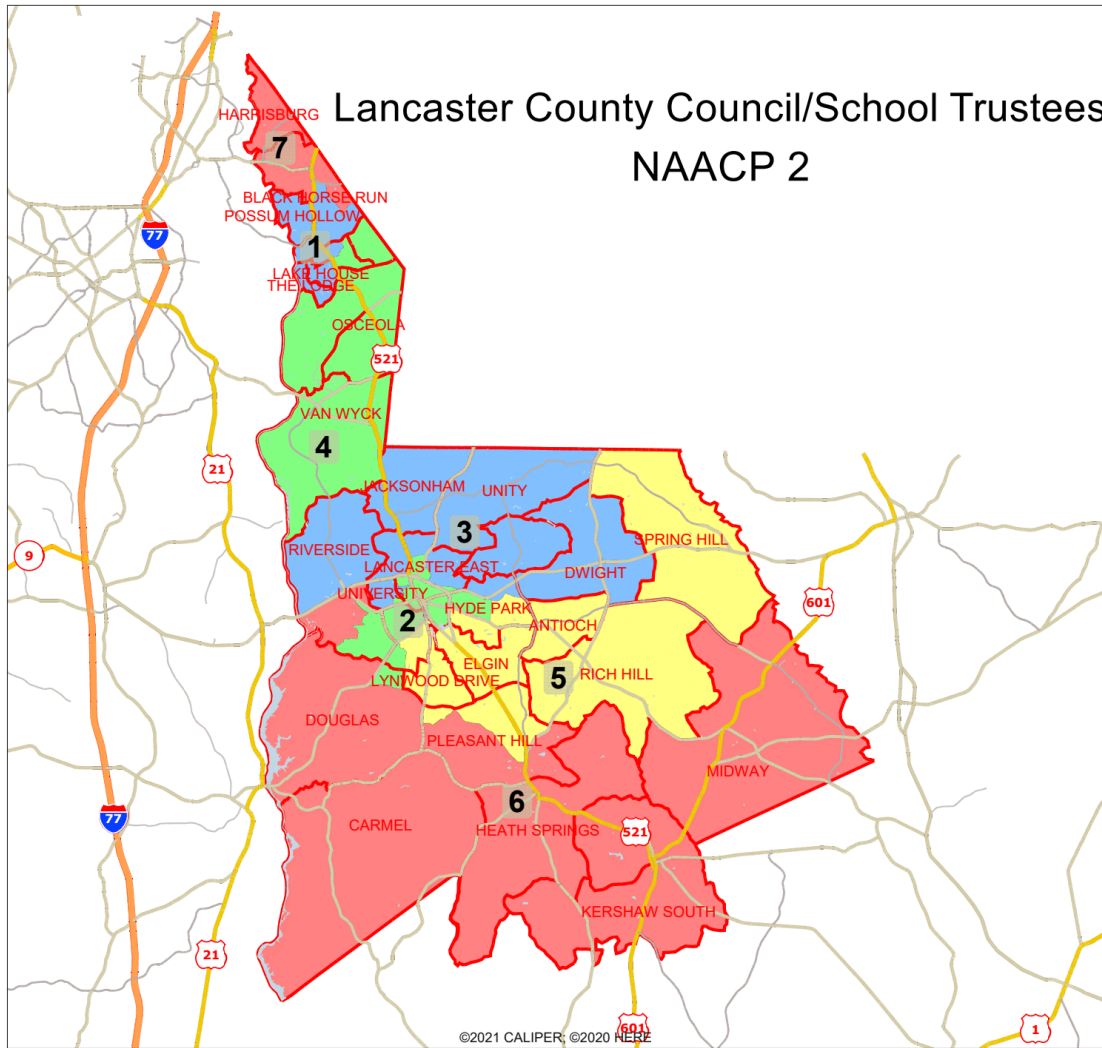 Lancaster County Council/School Trustees
NAACP 2
HARRISBURG
7
BLACK HORSE RUN
POSSUM HOLLOW
77
1
LAKE HOUSE
THE LODGE
OSCEOLA
521
VAN WYCK
4
21
JACKSONHAM
UNITY
3
SPRING HILL
RIVERSIDE
9
LANCASTER EAST
DWIGHT
UNIVERSITY
HYDE PARK
601
2
ANTIOCH
ELGIN
5
RICH HILL
LYNWOOD DRIVE
DOUGLAS
PLEASANT HILL
MIDWAY
6
77
CARMEL
HEATH SPRINGS
521
KERSHAW SOUTH
21
601
1
©2021 CALIPER; ©2020 HERE